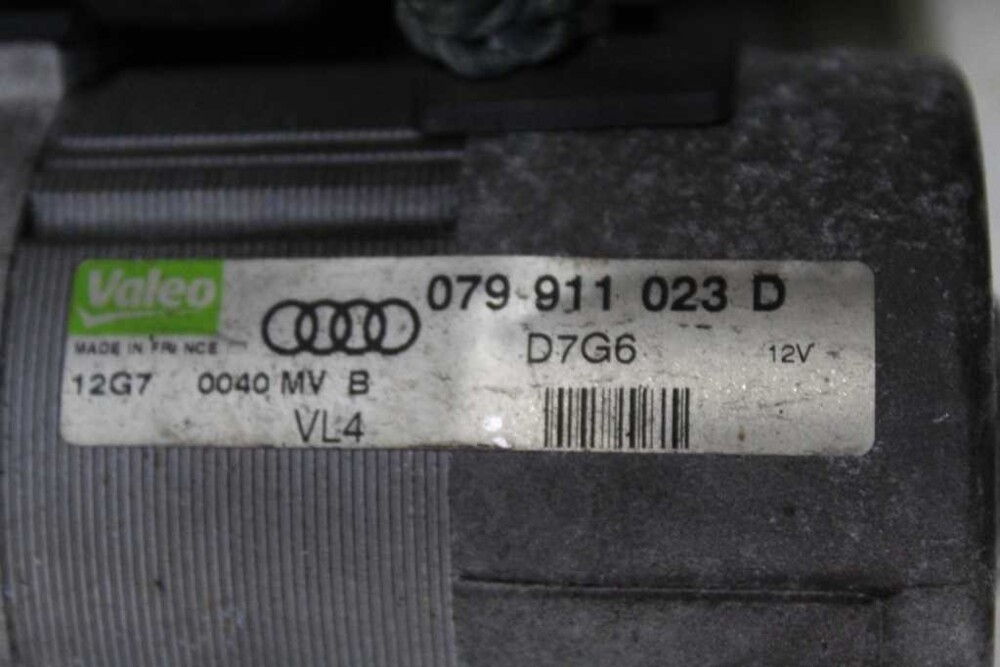 Valeo
079 911 023 D
MADE IN FRANCE
D7G6 12V
12G7 0040 MV B
VL4